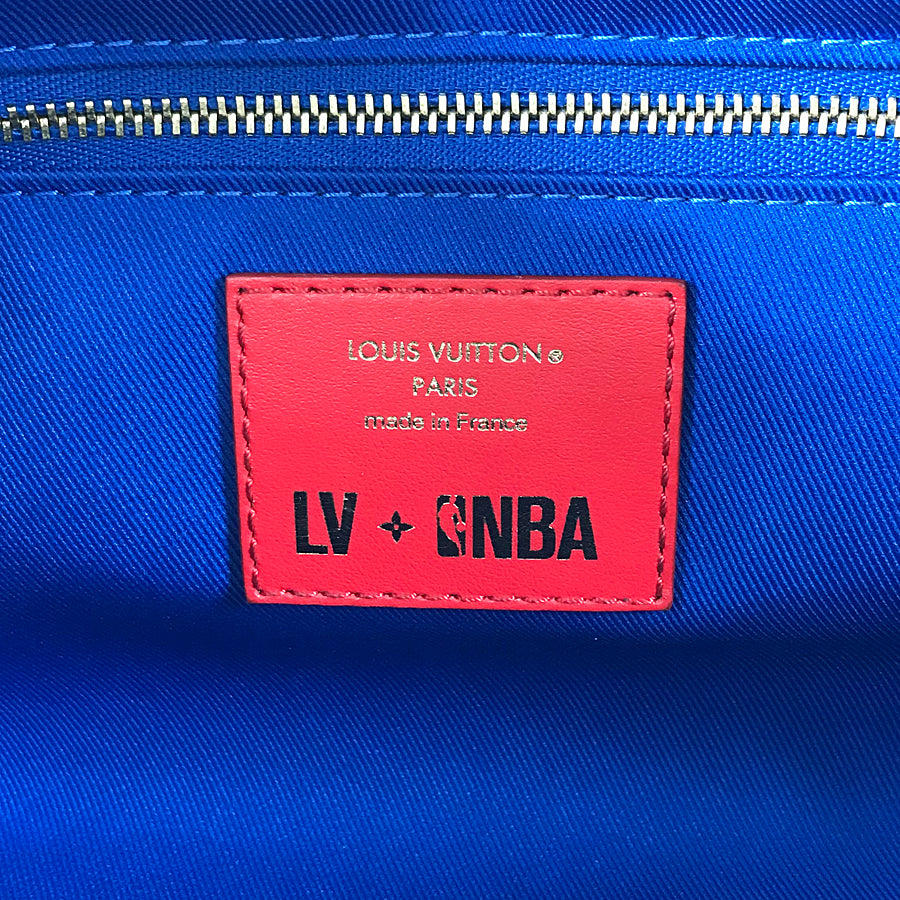 LOUIS VUITTON®
PARIS
made in France
LV + NBA